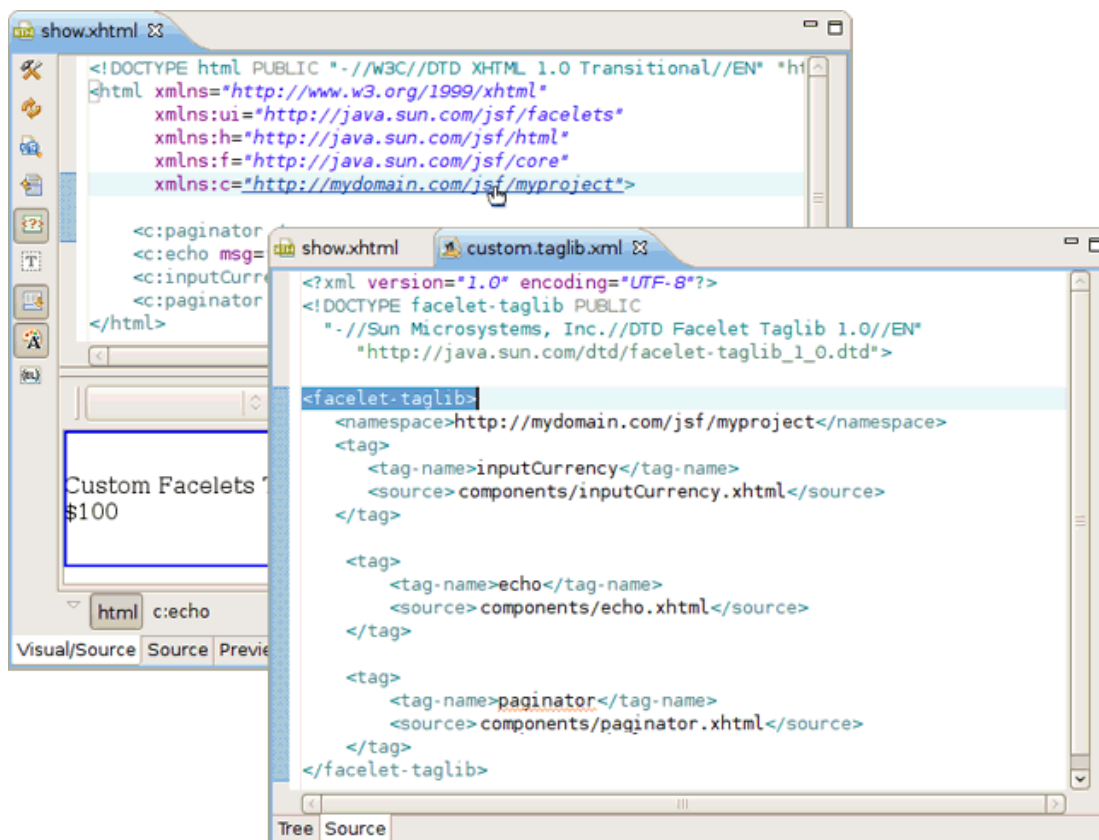 show.xhtml
<!DOCTYPE html PUBLIC "-//W3C//DTD XHTML 1.0 Transitional//EN" "ht
<html xmlns="http://www.w3.org/1999/xhtml"
xmlns:ui="http://java.sun.com/jsf/facelets"
xmlns:h="http://java.sun.com/jsf/html"
xmlns:f="http://java.sun.com/jsf/core"
xmlns:c="http://mydomain.com/jsf/myproject">
<c:paginator
<c:echo msg=
<c:inputCurre
<c:paginator
</html>
Custom Facelets
$100
html c:echo
Visual/Source Source Previe
show.xhtml custom.taglib.xml
<?xml version="1.0" encoding="UTF-8"?>
<!DOCTYPE facelet-taglib PUBLIC
"-//Sun Microsystems, Inc.//DTD Facelet Taglib 1.0//EN"
"http://java.sun.com/dtd/facelet-taglib_1_0.dtd">
<facelet-taglib>
<namespace>http://mydomain.com/jsf/myproject</namespace>
<tag>
<tag-name>inputCurrency</tag-name>
<source>components/inputCurrency.xhtml</source>
</tag>
<tag>
<tag-name>echo</tag-name>
<source>components/echo.xhtml</source>
</tag>
<tag>
<tag-name>paginator</tag-name>
<source>components/paginator.xhtml</source>
</tag>
</facelet-taglib>
Tree Source